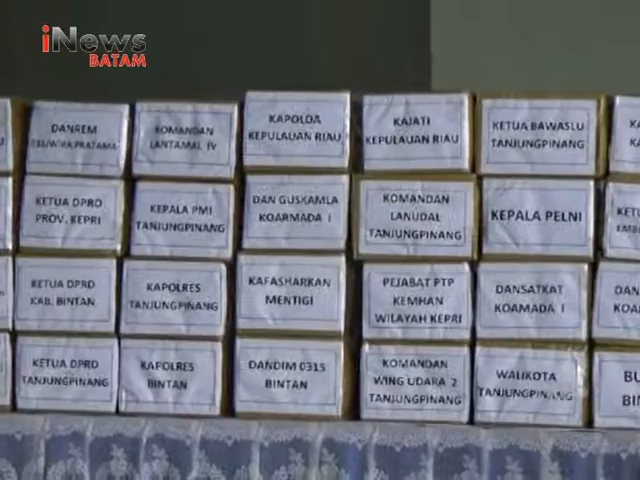 iNews
BATAM
DANREM
WIRA PRATAMA
KOMANDAN
LANTAMAL IV
KAPOLDA
KEPULAUAN RIAU
KAJATI
KEPULAUAN RIAU
KETUA BAWASLU
TANJUNGPINANG
KETUA DPRD
PROV. KEPRI
KEPALA PMI
TANJUNGPINANG
DAN GUSKAMLA
KOARMADA I
KOMANDAN
LANUDAL
TANJUNGPINANG
KEPALA PELNI
KETUA DPRD
KAB. BINTAN
KAPOLRES
TANJUNGPINANG
KAFASHARKAN
MENTIGI
PEJABAT PTP
KEMHAN
WILAYAH KEPRI
DANSATKAT
KOAMADA I
KETUA DPRD
TANJUNGPINANG
KAPOLRES
BINTAN
DANDIM 0315
BINTAN
KOMANDAN
WING UDARA 2
TANJUNGPINANG
WALIKOTA
TANJUNGPINANG